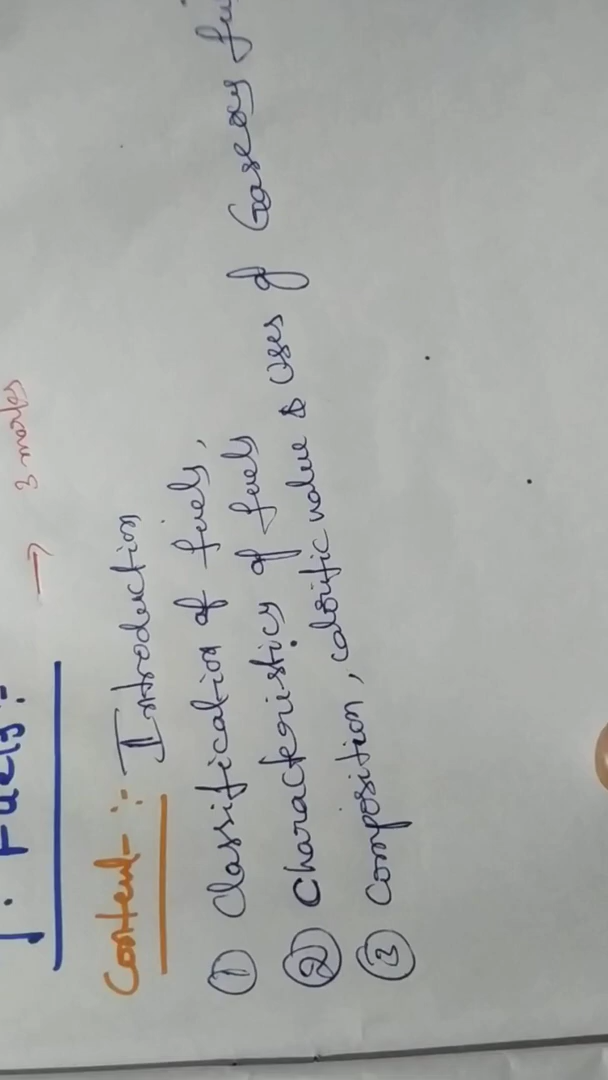 Fuels :- → 3 marks
Content :- Introduction
① Classification of fuels,
② Characteristics of fuels
③ Composition, calorific value & Uses of Gaseous